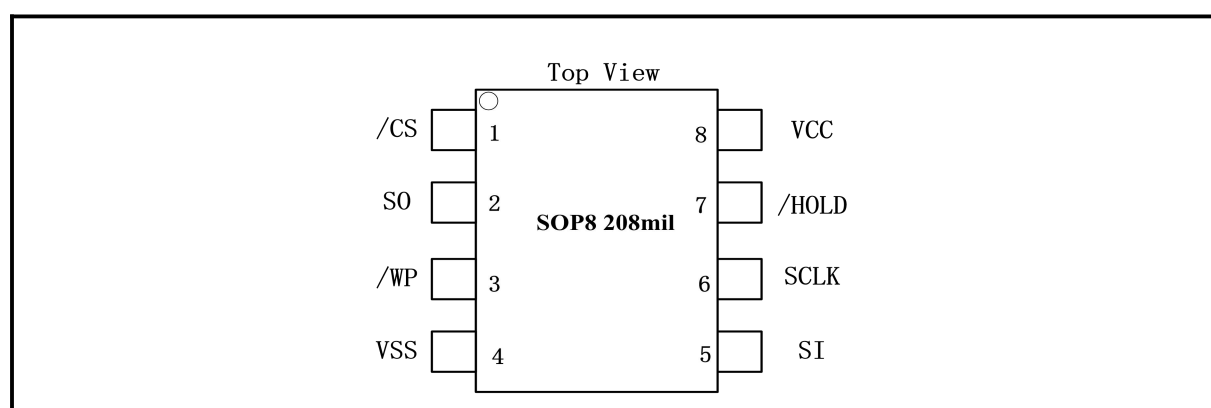 Top View
/CS 1 8 VCC
SO 2 7 /HOLD
SOP8 208mil
/WP 3 6 SCLK
VSS 4 5 SI